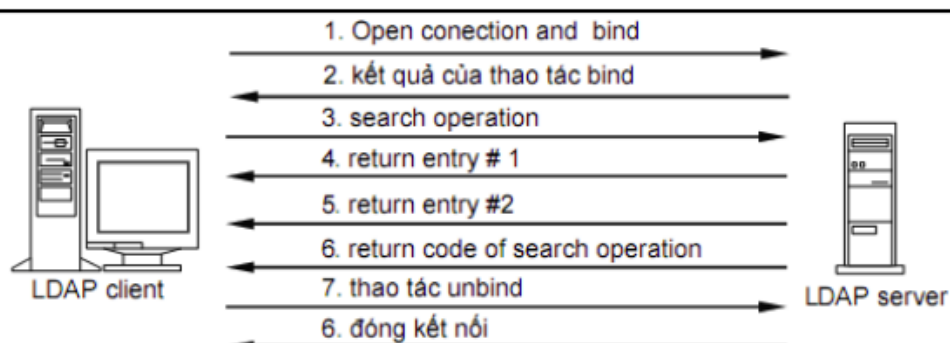 1. Open conection and bind
2. kết quả của thao tác bind
3. search operation
4. return entry # 1
5. return entry #2
6. return code of search operation
7. thao tác unbind
6. đóng kết nối
LDAP client
LDAP server